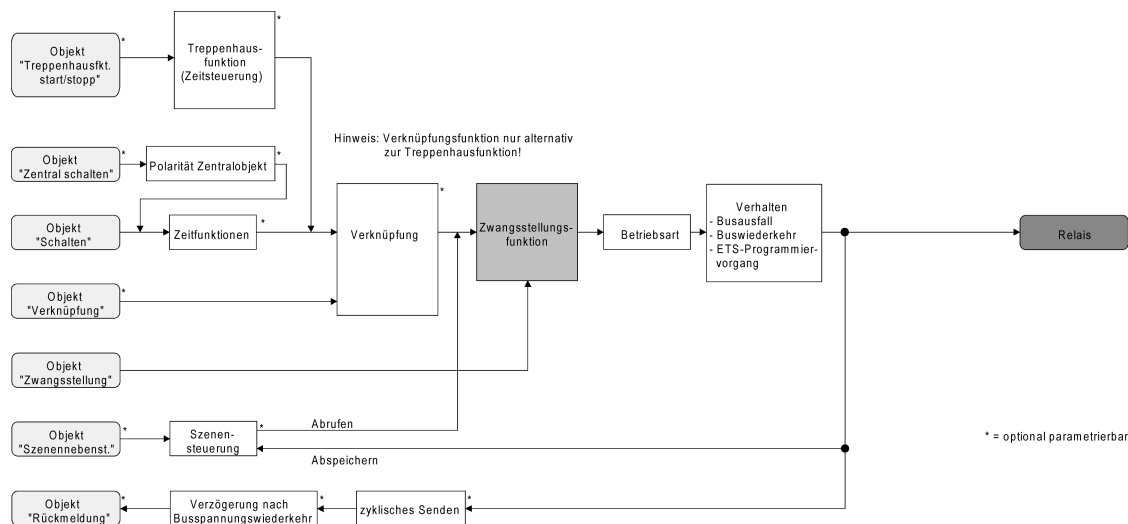 *
*
Objekt
"Treppenhausfkt.
start/stopp"
Treppenhaus-
funktion
(Zeitsteuerung)
Hinweis: Verknüpfungsfunktion nur alternativ
zur Treppenhausfunktion!
Objekt
"Zentral schalten"
*
Polarität Zentralobjekt
*
Objekt
"Schalten"
*
Zeitfunktionen
*
Verknüpfung
*
Zwangsstellungs-
funktion
Betriebsart
Verhalten
- Busausfall
- Buswiederkehr
- ETS-Programmier-
vorgang
Relais
Objekt
"Verknüpfung"
*
Objekt
"Zwangsstellung"
Objekt
"Szenennebenst."
*
Szenen-
steuerung
*
Abrufen
Abspeichern
* = optional parametrierbar
Objekt
"Rückmeldung"
*
Verzögerung nach
Busspannungswiederkehr
*
zyklisches Senden
*